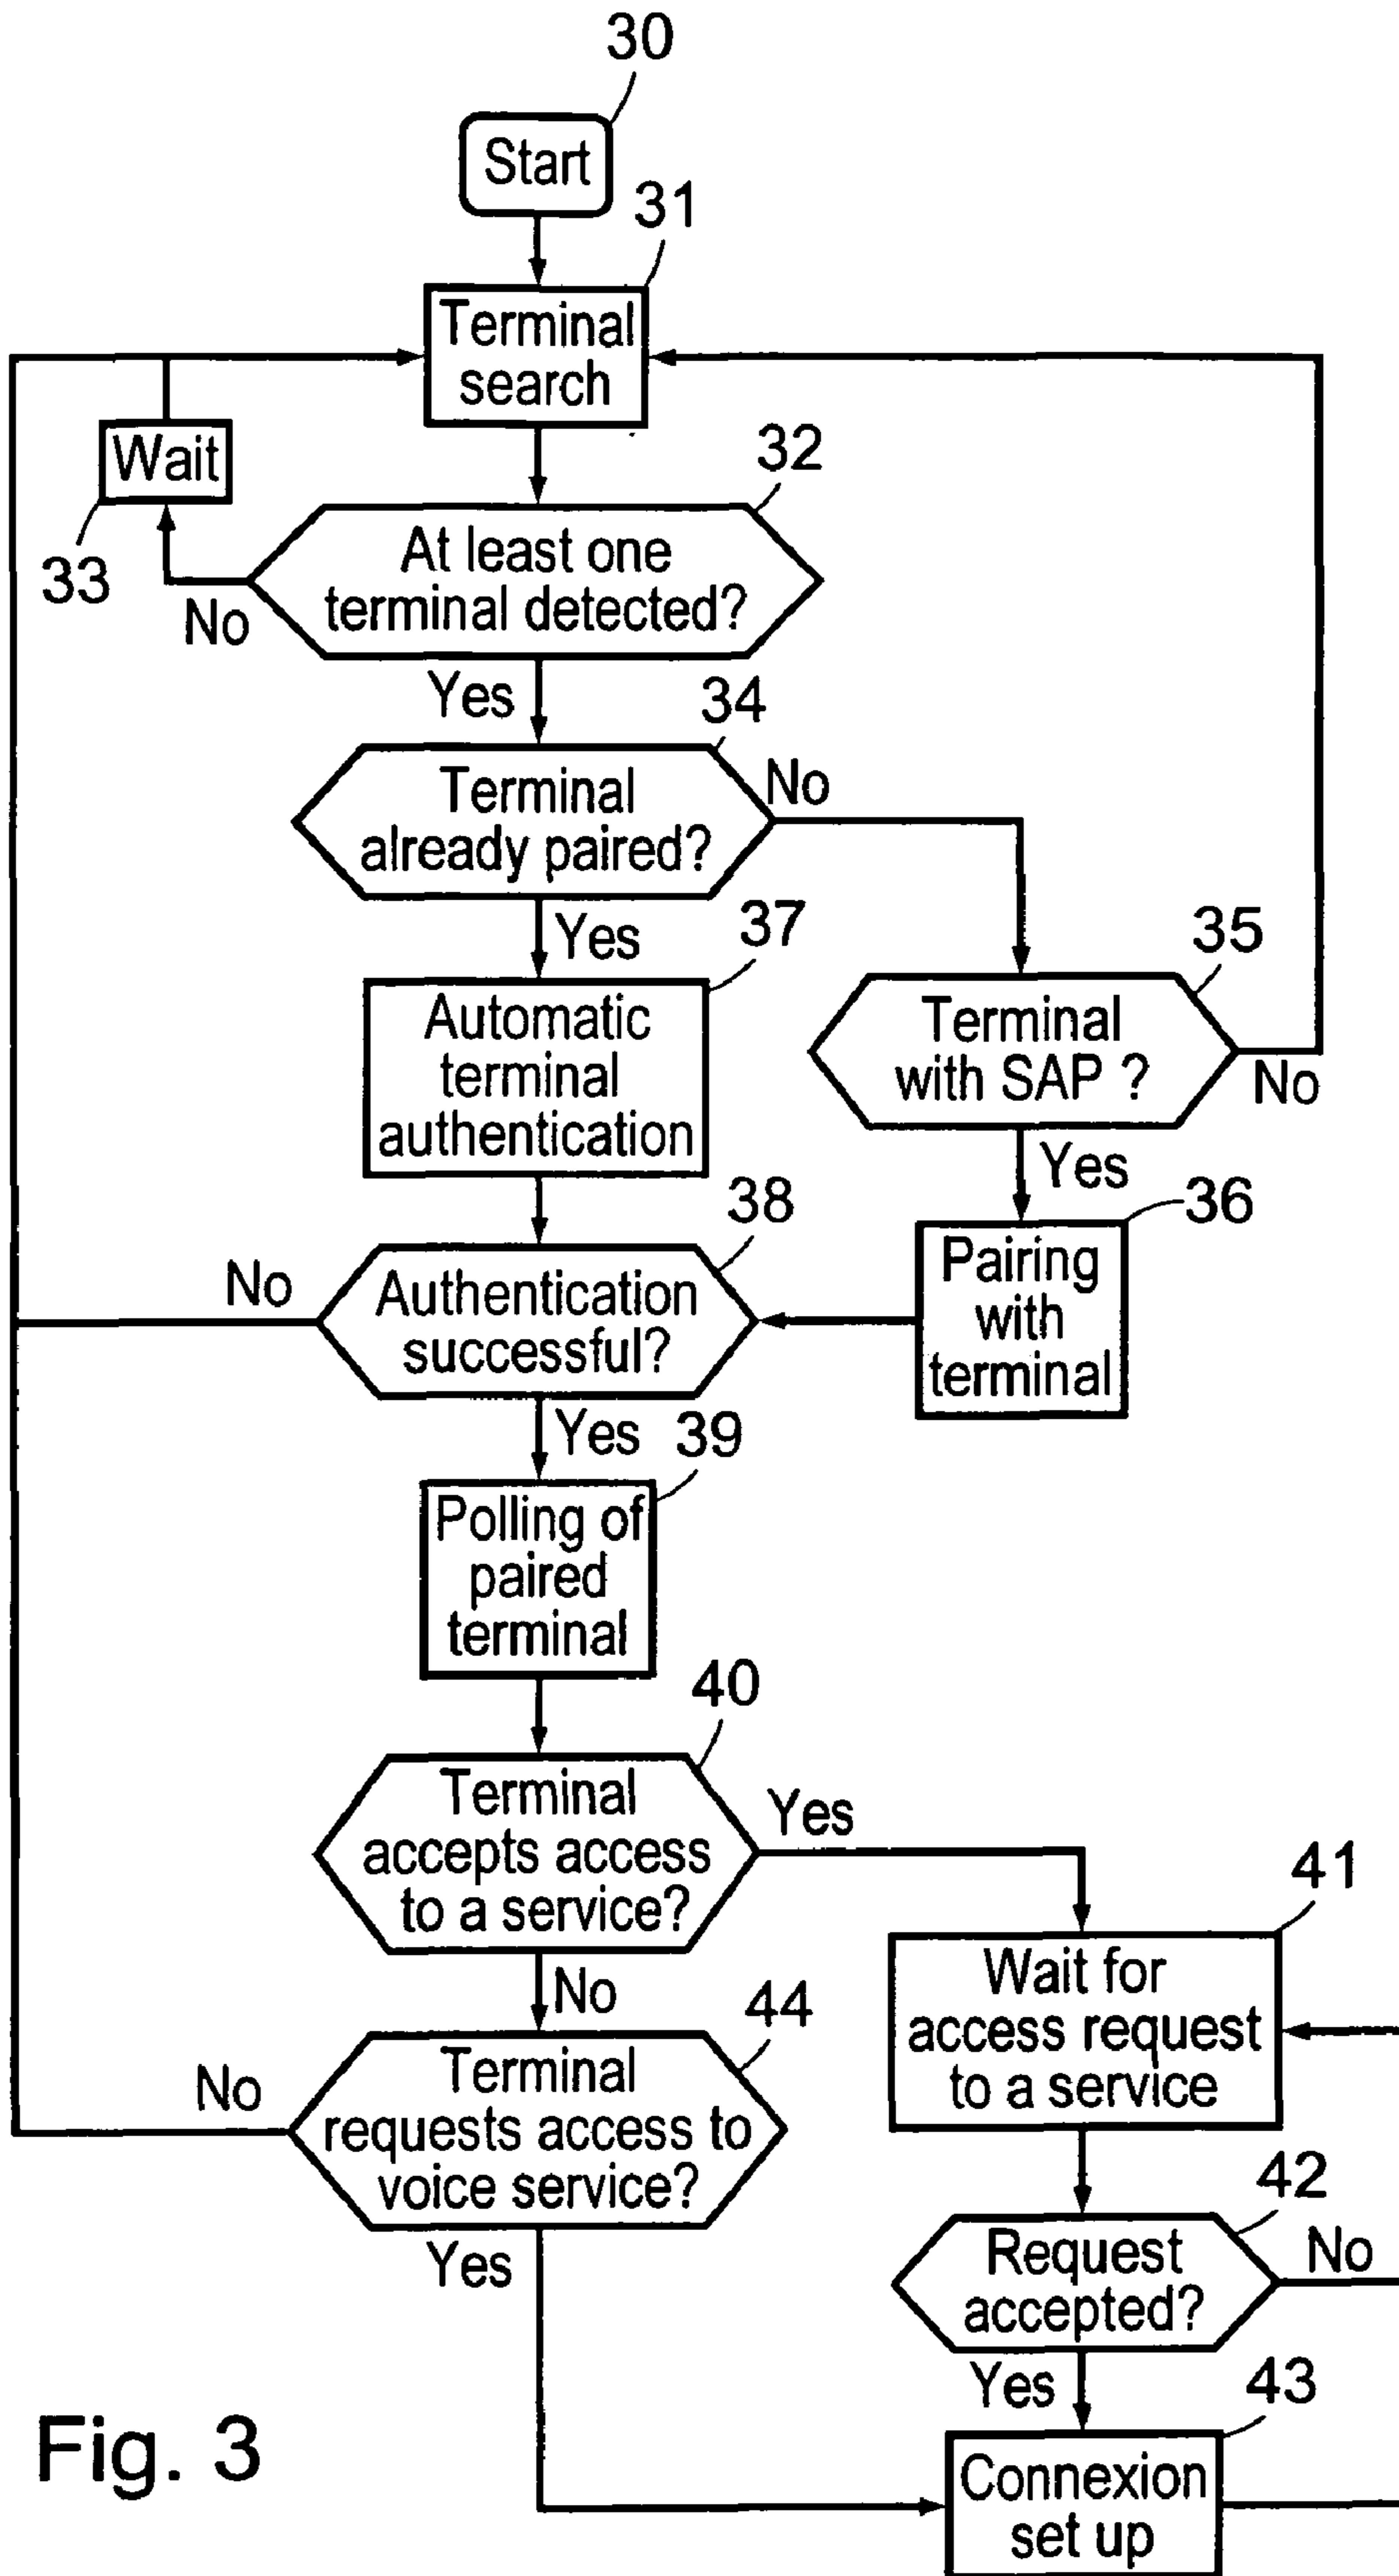 30
Start
31
Terminal
search
Wait
33
32
At least one
terminal detected?
No
Yes
34
Terminal
already paired?
No
Yes
37
35
Automatic
terminal
authentication
Terminal
with SAP ?
No
Yes
36
38
Pairing
with
terminal
No
Authentication
successful?
Yes
39
Polling of
paired
terminal
40
Terminal
accepts access
to a service?
Yes
41
No
44
Wait for
access request
to a service
No
Terminal
requests access to
voice service?
42
Yes
Request
accepted?
No
Yes
43
Connexion
set up
Fig. 3